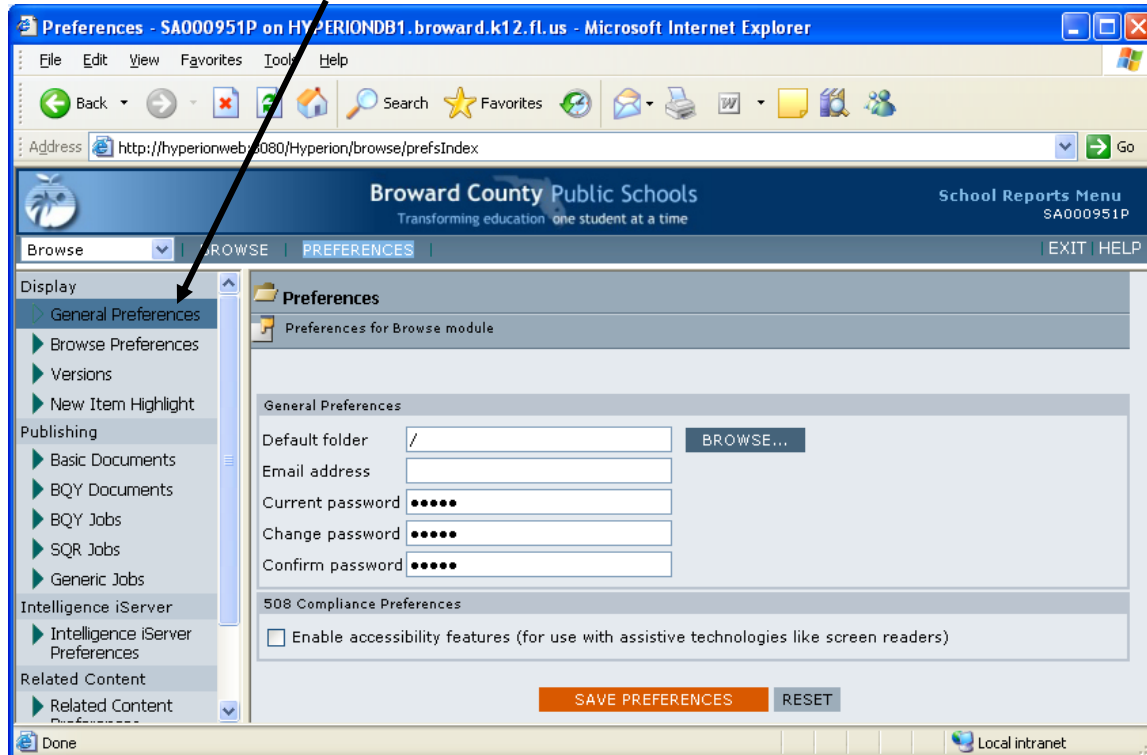 Preferences - SA000951P on HYPERIONDB1.broward.k12.fl.us - Microsoft Internet Explorer
File Edit View Favorites Tools Help
Back Search Favorites
Address http://hyperionweb:8080/Hyperion/browse/prefsIndex Go
Broward County Public Schools
Transforming education one student at a time
School Reports Menu
SA000951P
Browse | BROWSE | PREFERENCES | | EXIT | HELP
Display
General Preferences
Browse Preferences
Versions
New Item Highlight
Publishing
Basic Documents
BQY Documents
BQY Jobs
SQR Jobs
Generic Jobs
Intelligence iServer
Intelligence iServer
Preferences
Related Content
Related Content
Preferences
Preferences for Browse module
General Preferences
Default folder / BROWSE...
Email address
Current password •••••
Change password •••••
Confirm password •••••
508 Compliance Preferences
Enable accessibility features (for use with assistive technologies like screen readers)
SAVE PREFERENCES RESET
Done Local intranet